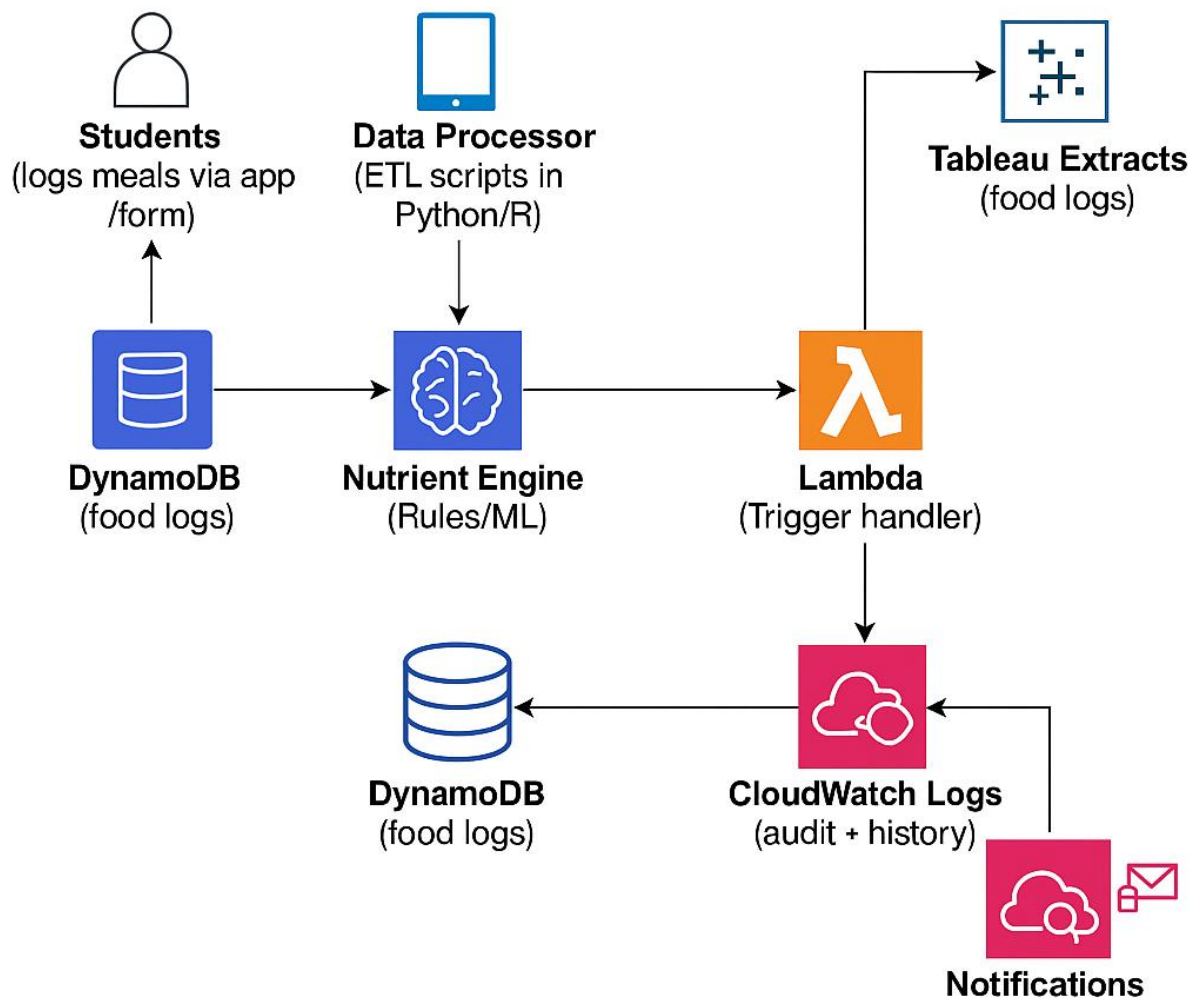 Students
(logs meals via app
/form)
Data Processor
(ETL scripts in
Python/R)
Tableau Extracts
(food logs)
DynamoDB
(food logs)
Nutrient Engine
(Rules/ML)
Lambda
(Trigger handler)
DynamoDB
(food logs)
CloudWatch Logs
(audit + history)
Notifications